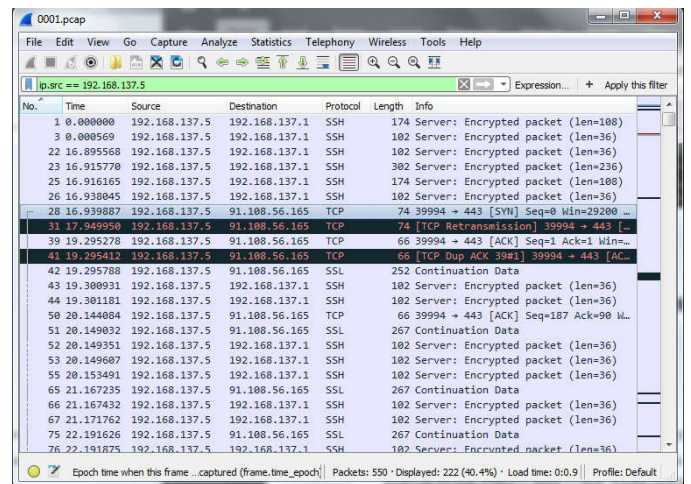 0001.pcap
File Edit View Go Capture Analyze Statistics Telephony Wireless Tools Help
ip.src == 192.168.137.5 Expression... + Apply this filter
No. Time Source Destination Protocol Length Info
1 0.000000 192.168.137.5 192.168.137.1 SSH 174 Server: Encrypted packet (len=108)
3 0.000569 192.168.137.5 192.168.137.1 SSH 102 Server: Encrypted packet (len=36)
22 16.895568 192.168.137.5 192.168.137.1 SSH 102 Server: Encrypted packet (len=36)
23 16.915770 192.168.137.5 192.168.137.1 SSH 302 Server: Encrypted packet (len=236)
25 16.916165 192.168.137.5 192.168.137.1 SSH 174 Server: Encrypted packet (len=108)
26 16.938045 192.168.137.5 192.168.137.1 SSH 102 Server: Encrypted packet (len=36)
28 16.939887 192.168.137.5 91.108.56.165 TCP 74 39994 → 443 [SYN] Seq=0 Win=29200 …
31 17.949950 192.168.137.5 91.108.56.165 TCP 74 [TCP Retransmission] 39994 → 443 […
39 19.295278 192.168.137.5 91.108.56.165 TCP 66 39994 → 443 [ACK] Seq=1 Ack=1 Win=…
41 19.295412 192.168.137.5 91.108.56.165 TCP 66 [TCP Dup ACK 39#1] 39994 → 443 [AC…
42 19.295788 192.168.137.5 91.108.56.165 SSL 252 Continuation Data
43 19.300931 192.168.137.5 192.168.137.1 SSH 102 Server: Encrypted packet (len=36)
44 19.301181 192.168.137.5 192.168.137.1 SSH 102 Server: Encrypted packet (len=36)
50 20.144084 192.168.137.5 91.108.56.165 TCP 66 39994 → 443 [ACK] Seq=187 Ack=90 W…
51 20.149032 192.168.137.5 91.108.56.165 SSL 267 Continuation Data
52 20.149351 192.168.137.5 192.168.137.1 SSH 102 Server: Encrypted packet (len=36)
53 20.149607 192.168.137.5 192.168.137.1 SSH 102 Server: Encrypted packet (len=36)
55 20.153491 192.168.137.5 192.168.137.1 SSH 102 Server: Encrypted packet (len=36)
65 21.167235 192.168.137.5 91.108.56.165 SSL 267 Continuation Data
66 21.167432 192.168.137.5 192.168.137.1 SSH 102 Server: Encrypted packet (len=36)
67 21.171762 192.168.137.5 192.168.137.1 SSH 102 Server: Encrypted packet (len=36)
75 22.191626 192.168.137.5 91.108.56.165 SSL 267 Continuation Data
76 22.191875 192.168.137.5 192.168.137.1 SSH 102 Server: Encrypted packet (len=36)
Epoch time when this frame ...captured (frame.time_epoch) Packets: 550 · Displayed: 222 (40.4%) · Load time: 0:0.9 Profile: Default